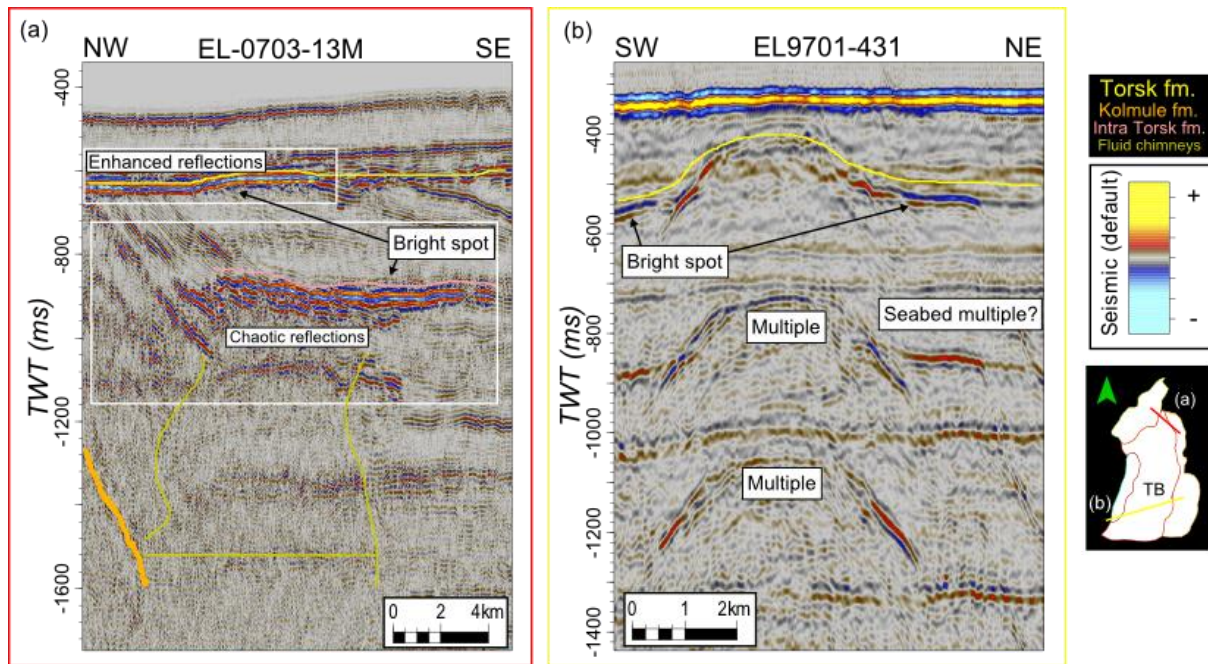 (a)
NW EL-0703-13M SE
-400
-800
-1200
-1600
TWT (ms)
Enhanced reflections
Bright spot
Chaotic reflections
0 2 4km
(b)
SW EL9701-431 NE
-400
-600
-800
-1000
-1200
-1400
TWT (ms)
Bright spot
Multiple
Seabed multiple?
Multiple
0 1 2km
Torsk fm.
Kolmule fm.
Intra Torsk fm.
Fluid chimneys
Seismic (default)
+
-
(a)
(b)
TB